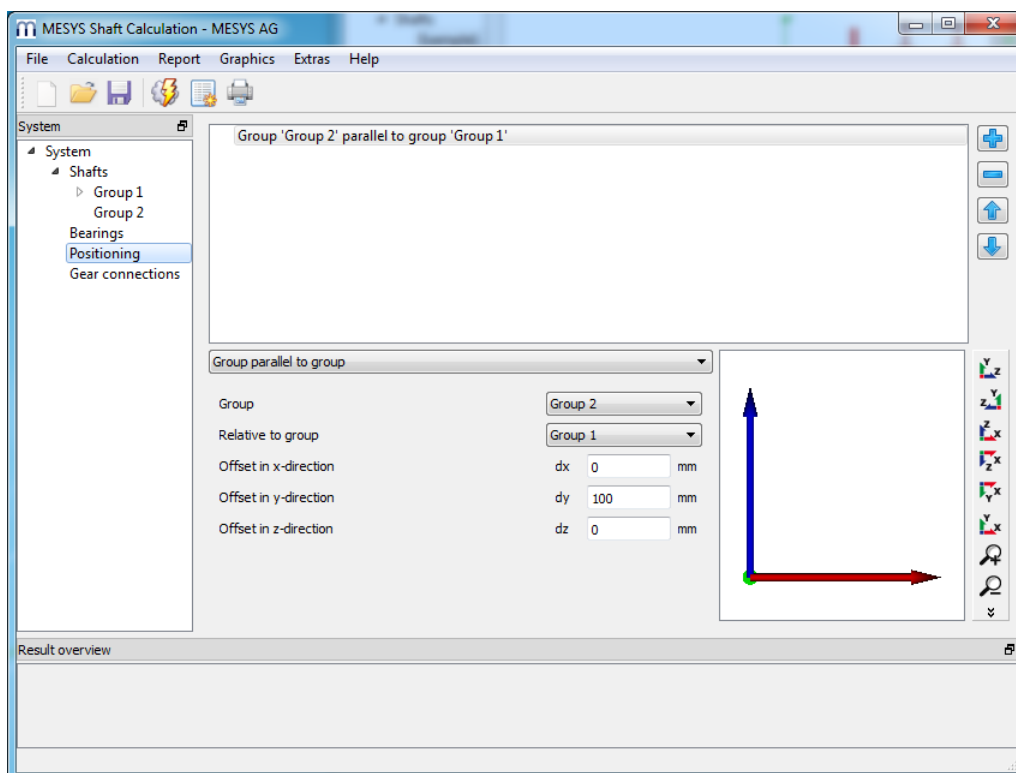 MESYS Shaft Calculation - MESYS AG
File Calculation Report Graphics Extras Help
System
System
Shafts
Group 1
Group 2
Bearings
Positioning
Gear connections
Group 'Group 2' parallel to group 'Group 1'
Group parallel to group
Group Group 2
Relative to group Group 1
Offset in x-direction dx 0 mm
Offset in y-direction dy 100 mm
Offset in z-direction dz 0 mm
Y z
z Y
z x
x z
x Y
Y x
Result overview